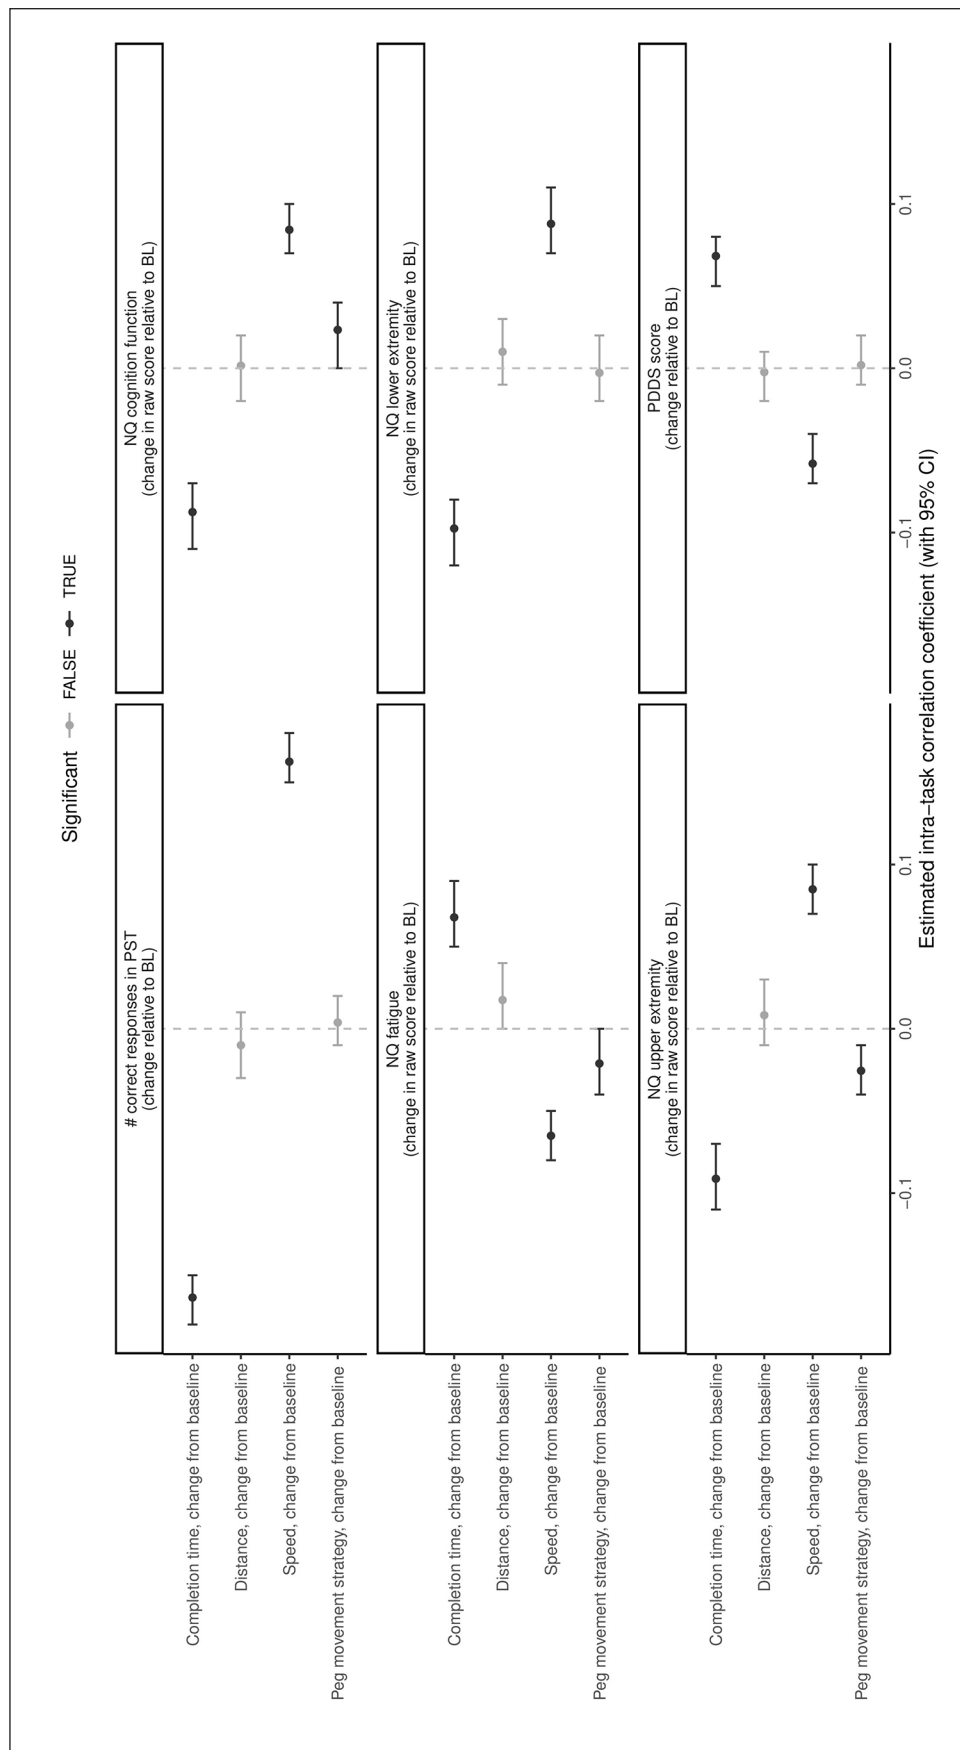 Significant FALSE TRUE
# correct responses in PST
(change relative to BL)
NQ cognition function
(change in raw score relative to BL)
Completion time, change from baseline
Distance, change from baseline
Speed, change from baseline
Peg movement strategy, change from baseline
NQ fatigue
(change in raw score relative to BL)
NQ lower extremity
(change in raw score relative to BL)
Completion time, change from baseline
Distance, change from baseline
Speed, change from baseline
Peg movement strategy, change from baseline
NQ upper extremity
(change in raw score relative to BL)
PDDS score
(change relative to BL)
Completion time, change from baseline
Distance, change from baseline
Speed, change from baseline
Peg movement strategy, change from baseline
−0.1 0.0 0.1 −0.1 0.0 0.1
Estimated intra−task correlation coefficient (with 95% CI)